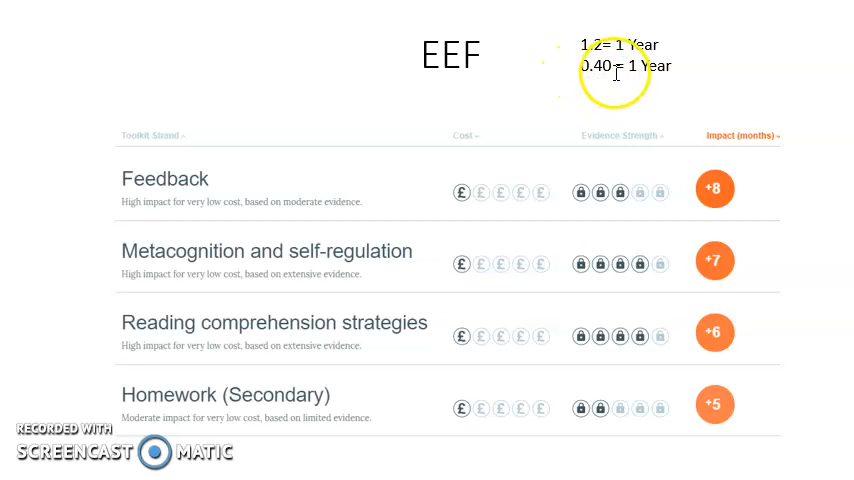 EEF
1.2= 1 Year
0.40 = 1 Year
Toolkit Strand Cost Evidence Strength Impact (months)
Feedback
High impact for very low cost, based on moderate evidence.
£ £ £ £ £
+8
Metacognition and self-regulation
High impact for very low cost, based on extensive evidence.
£ £ £ £ £
+7
Reading comprehension strategies
High impact for very low cost, based on extensive evidence.
£ £ £ £ £
+6
Homework (Secondary)
Moderate impact for very low cost, based on limited evidence.
£ £ £ £ £
+5
RECORDED WITH
SCREENCAST MATIC